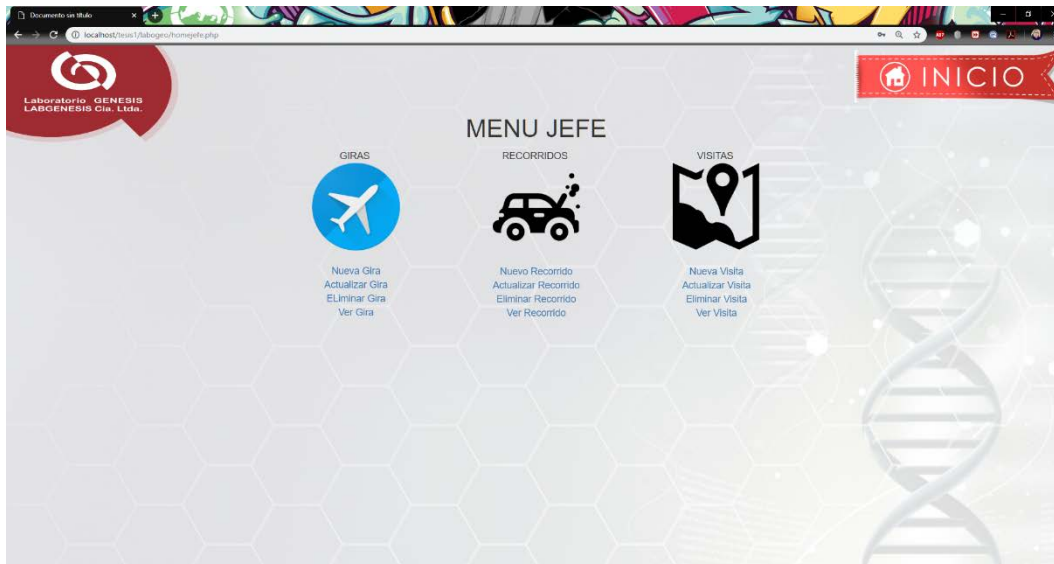 Documento sin título
localhost/tesis1/labogeo/homejefe.php
Laboratorio GENESIS
LABGENESIS Cia. Ltda.
INICIO
MENU JEFE
GIRAS
RECORRIDOS
VISITAS
Nueva Gira
Actualizar Gira
ELiminar Gira
Ver Gira
Nuevo Recorrido
Actualizar Recorrido
Eliminar Recorrido
Ver Recorrido
Nueva Visita
Actualizar Visita
Eliminar Visita
Ver Visita